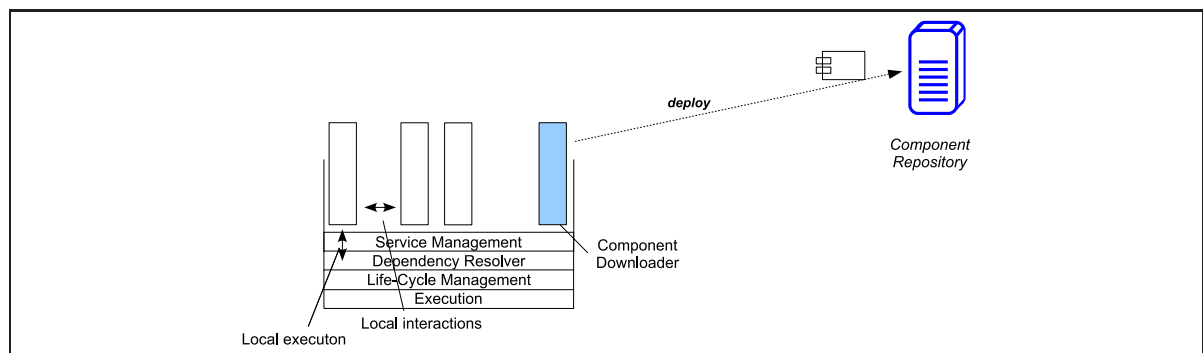 deploy
Component
Repository
Service Management
Dependency Resolver
Life-Cycle Management
Execution
Component
Downloader
Local interactions
Local executon